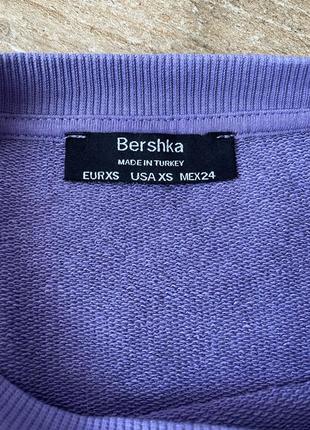 Bershka
MADE IN TURKEY
EUR XS USA XS MEX 24